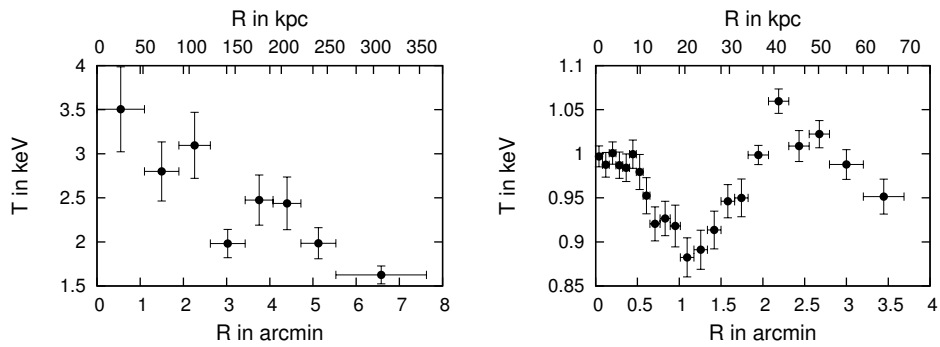 R in kpc
0 50 100 150 200 250 300 350
4
3.5
3
2.5
2
1.5
T in keV
0 1 2 3 4 5 6 7 8
R in arcmin
R in kpc
0 10 20 30 40 50 60 70
1.1
1.05
1
0.95
0.9
0.85
T in keV
0 0.5 1 1.5 2 2.5 3 3.5 4
R in arcmin